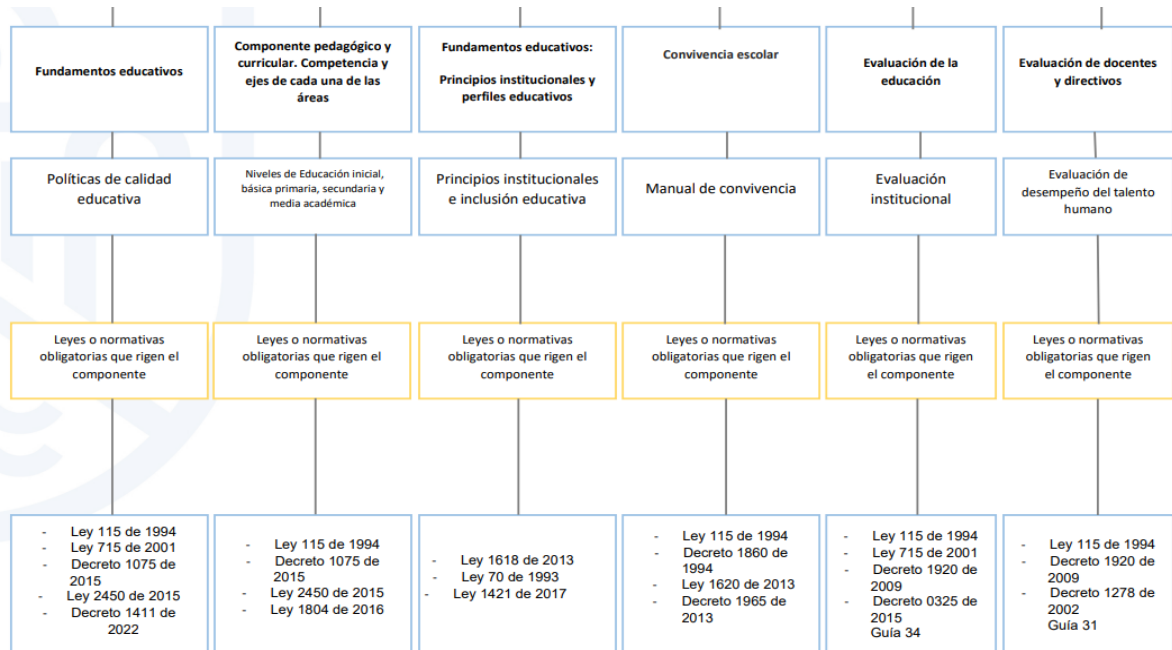 Fundamentos educativos
Componente pedagógico y
curricular. Competencia y
ejes de cada una de las
áreas
Fundamentos educativos:
Principios institucionales y
perfiles educativos
Convivencia escolar
Evaluación de la
educación
Evaluación de docentes
y directivos
Políticas de calidad
educativa
Niveles de Educación inicial,
básica primaria, secundaria y
media académica
Principios institucionales
e inclusión educativa
Manual de convivencia
Evaluación
institucional
Evaluación de
desempeño del talento
humano
Leyes o normativas
obligatorias que rigen el
componente
Leyes o normativas
obligatorias que rigen el
componente
Leyes o normativas
obligatorias que rigen el
componente
Leyes o normativas
obligatorias que rigen el
componente
Leyes o normativas
obligatorias que rigen
el componente
Leyes o normativas
obligatorias que rigen
el componente
- Ley 115 de 1994
- Ley 715 de 2001
- Decreto 1075 de
2015
- Ley 2450 de 2015
- Decreto 1411 de
2022
- Ley 115 de 1994
- Decreto 1075 de
2015
- Ley 2450 de 2015
- Ley 1804 de 2016
- Ley 1618 de 2013
- Ley 70 de 1993
- Ley 1421 de 2017
- Ley 115 de 1994
- Decreto 1860 de
1994
- Ley 1620 de 2013
- Decreto 1965 de
2013
- Ley 115 de 1994
- Ley 715 de 2001
- Decreto 1920 de
2009
- Decreto 0325 de
2015
Guía 34
- Ley 115 de 1994
- Decreto 1920 de
2009
- Decreto 1278 de
2002
Guía 31